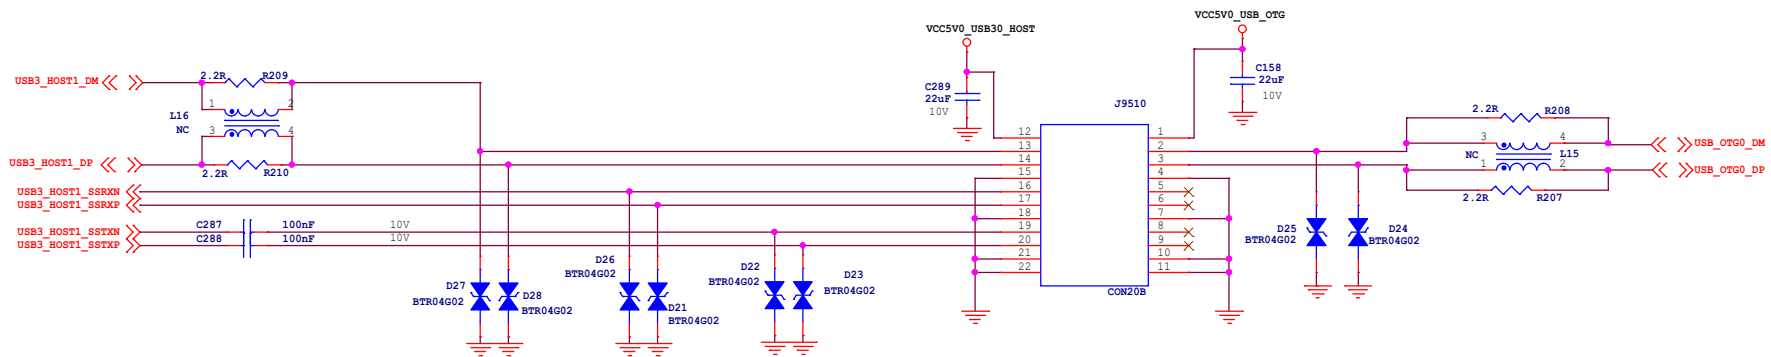 VCC5V0_USB_OTG
VCC5V0_USB30_HOST
USB3_HOST1_DM
2.2R
R209
1
2
L16
NC
3
4
USB3_HOST1_DP
2.2R
R210
USB3_HOST1_SSRXN
USB3_HOST1_SSRXP
USB3_HOST1_SSTXN
C287
100nF
10V
USB3_HOST1_SSTXP
C288
100nF
10V
D27
BTR04G02
D28
BTR04G02
D26
BTR04G02
D21
BTR04G02
D22
BTR04G02
D23
BTR04G02
C289
22uF
10V
C158
22uF
10V
J9510
12
13
14
15
16
17
18
19
20
21
22
1
2
3
4
5
6
7
8
9
10
11
CON20B
2.2R
R208
3
4
NC
L15
1
2
2.2R
R207
USB_OTG0_DM
USB_OTG0_DP
D25
BTR04G02
D24
BTR04G02